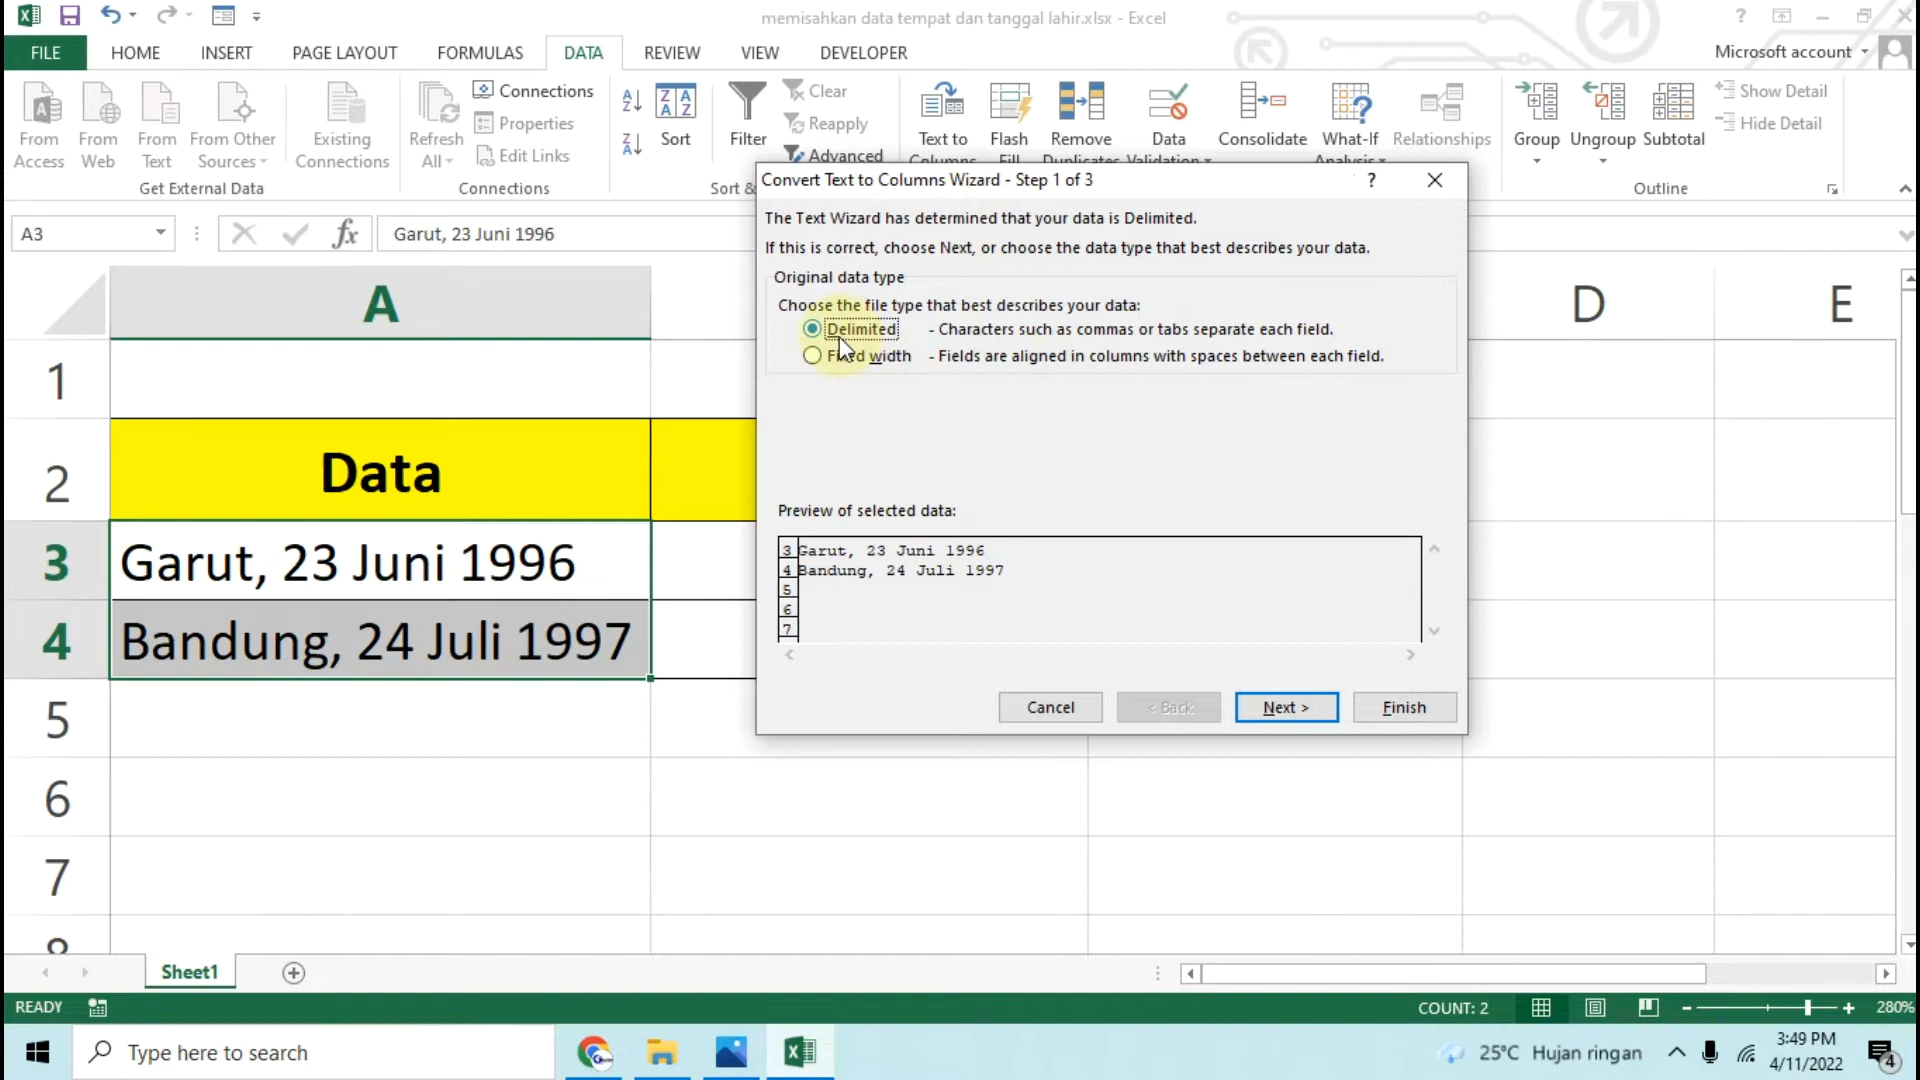 memisahkan data tempat dan tanggal lahir.xlsx - Excel
FILE HOME INSERT PAGE LAYOUT FORMULAS DATA REVIEW VIEW DEVELOPER Microsoft account
From Access
From Web
From Text
From Other Sources
Existing Connections
Get External Data
Refresh All
Connections
Properties
Edit Links
Connections
Sort
Filter
Clear
Reapply
Advanced
Sort &
Text to Columns
Flash Fill
Remove Duplicates
Data Validation
Consolidate
What-If Analysis
Relationships
Group
Ungroup
Subtotal
Show Detail
Hide Detail
Outline
A3
fx
Garut, 23 Juni 1996
A
D
E
1
2
Data
3
Garut, 23 Juni 1996
4
Bandung, 24 Juli 1997
5
6
7
8
Convert Text to Columns Wizard - Step 1 of 3
?
The Text Wizard has determined that your data is Delimited.
If this is correct, choose Next, or choose the data type that best describes your data.
Original data type
Choose the file type that best describes your data:
Delimited - Characters such as commas or tabs separate each field.
Fixed width - Fields are aligned in columns with spaces between each field.
Preview of selected data:
3 Garut, 23 Juni 1996
4 Bandung, 24 Juli 1997
5
6
7
Cancel < Back Next > Finish
Sheet1
READY
COUNT: 2
280%
Type here to search
25°C Hujan ringan
3:49 PM
4/11/2022
4